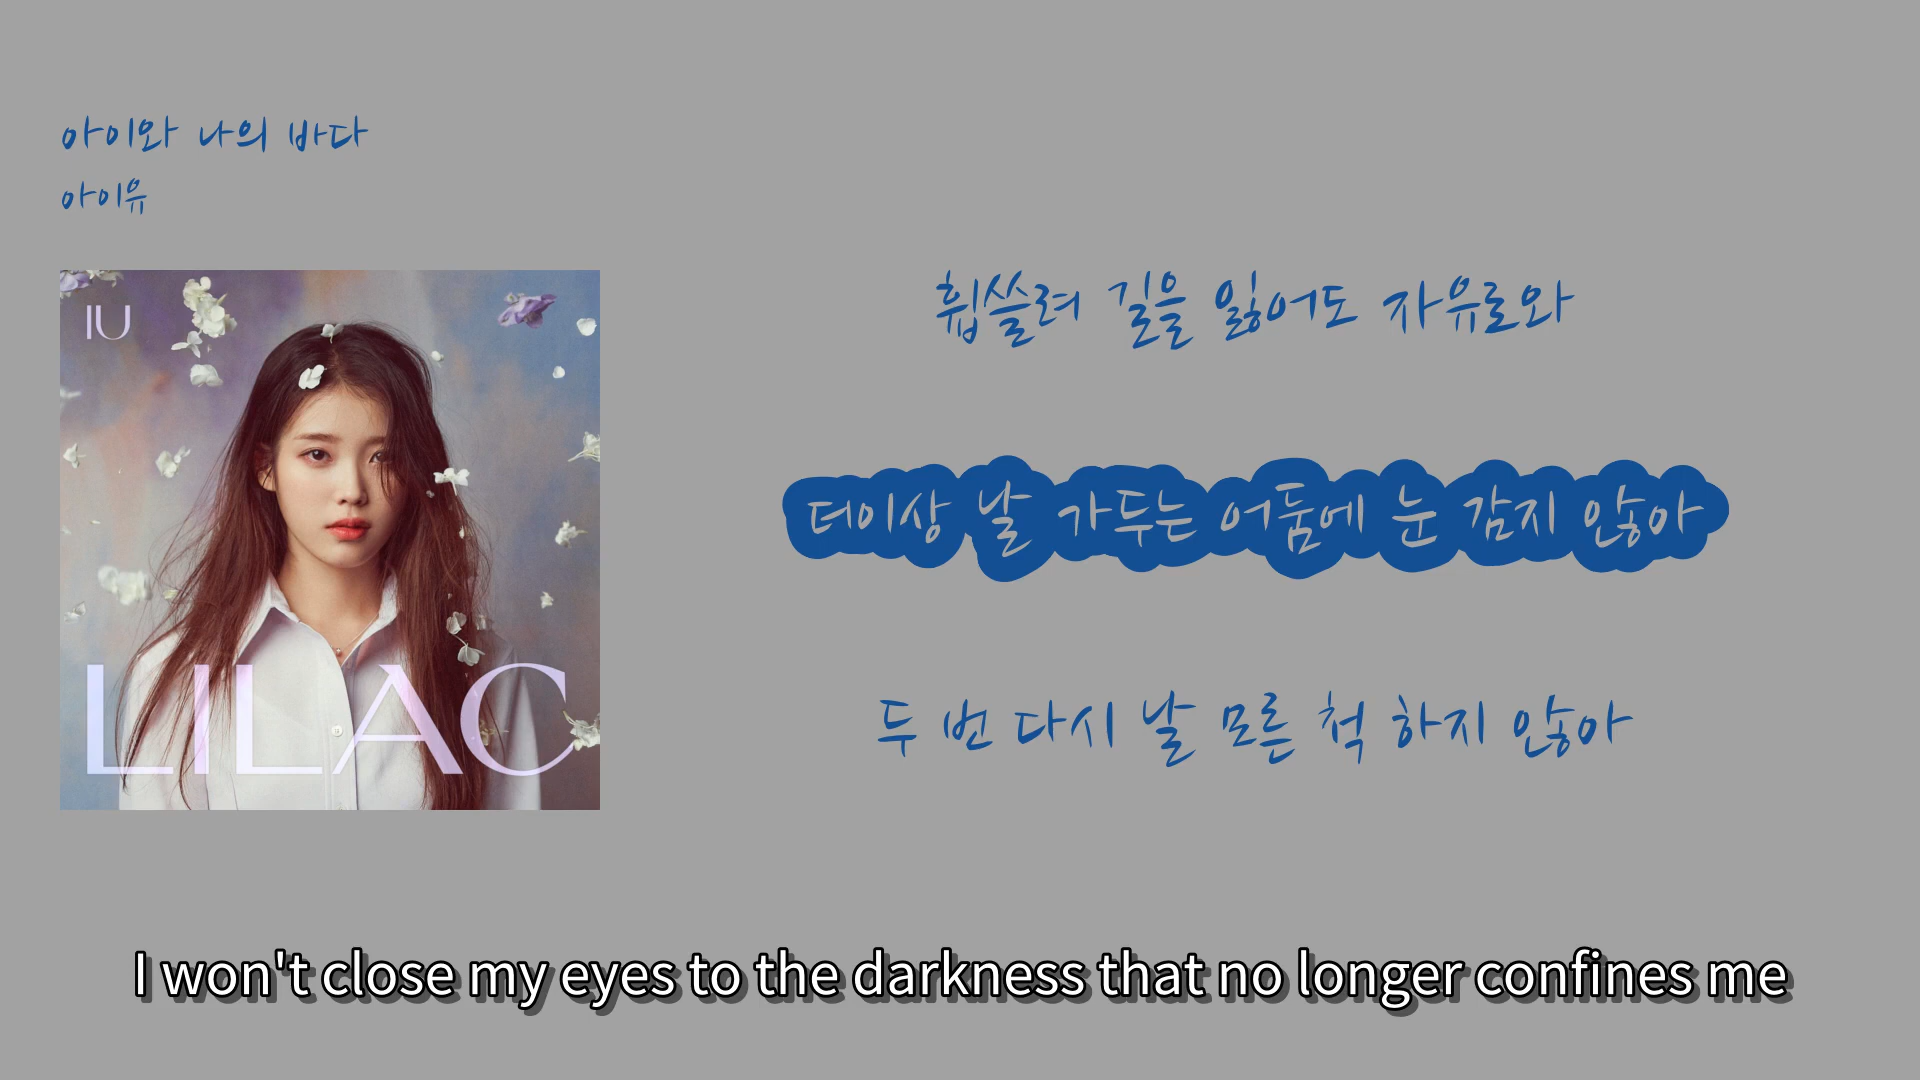 아이와 나의 바다
아이유
IU
LILAC
휩쓸려 길을 잃어도 자유로와
더이상 날 가두는 어둠에 눈 감지 않아
두 번 다시 날 모른 척 하지 않아
I won't close my eyes to the darkness that no longer confines me